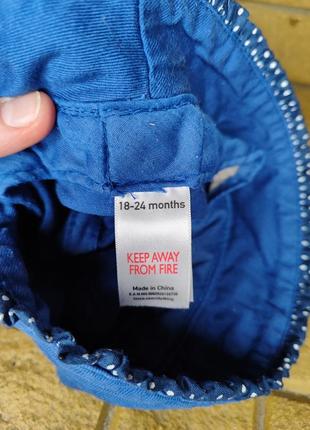 18-24 months
KEEP AWAY
FROM FIRE
Made in China